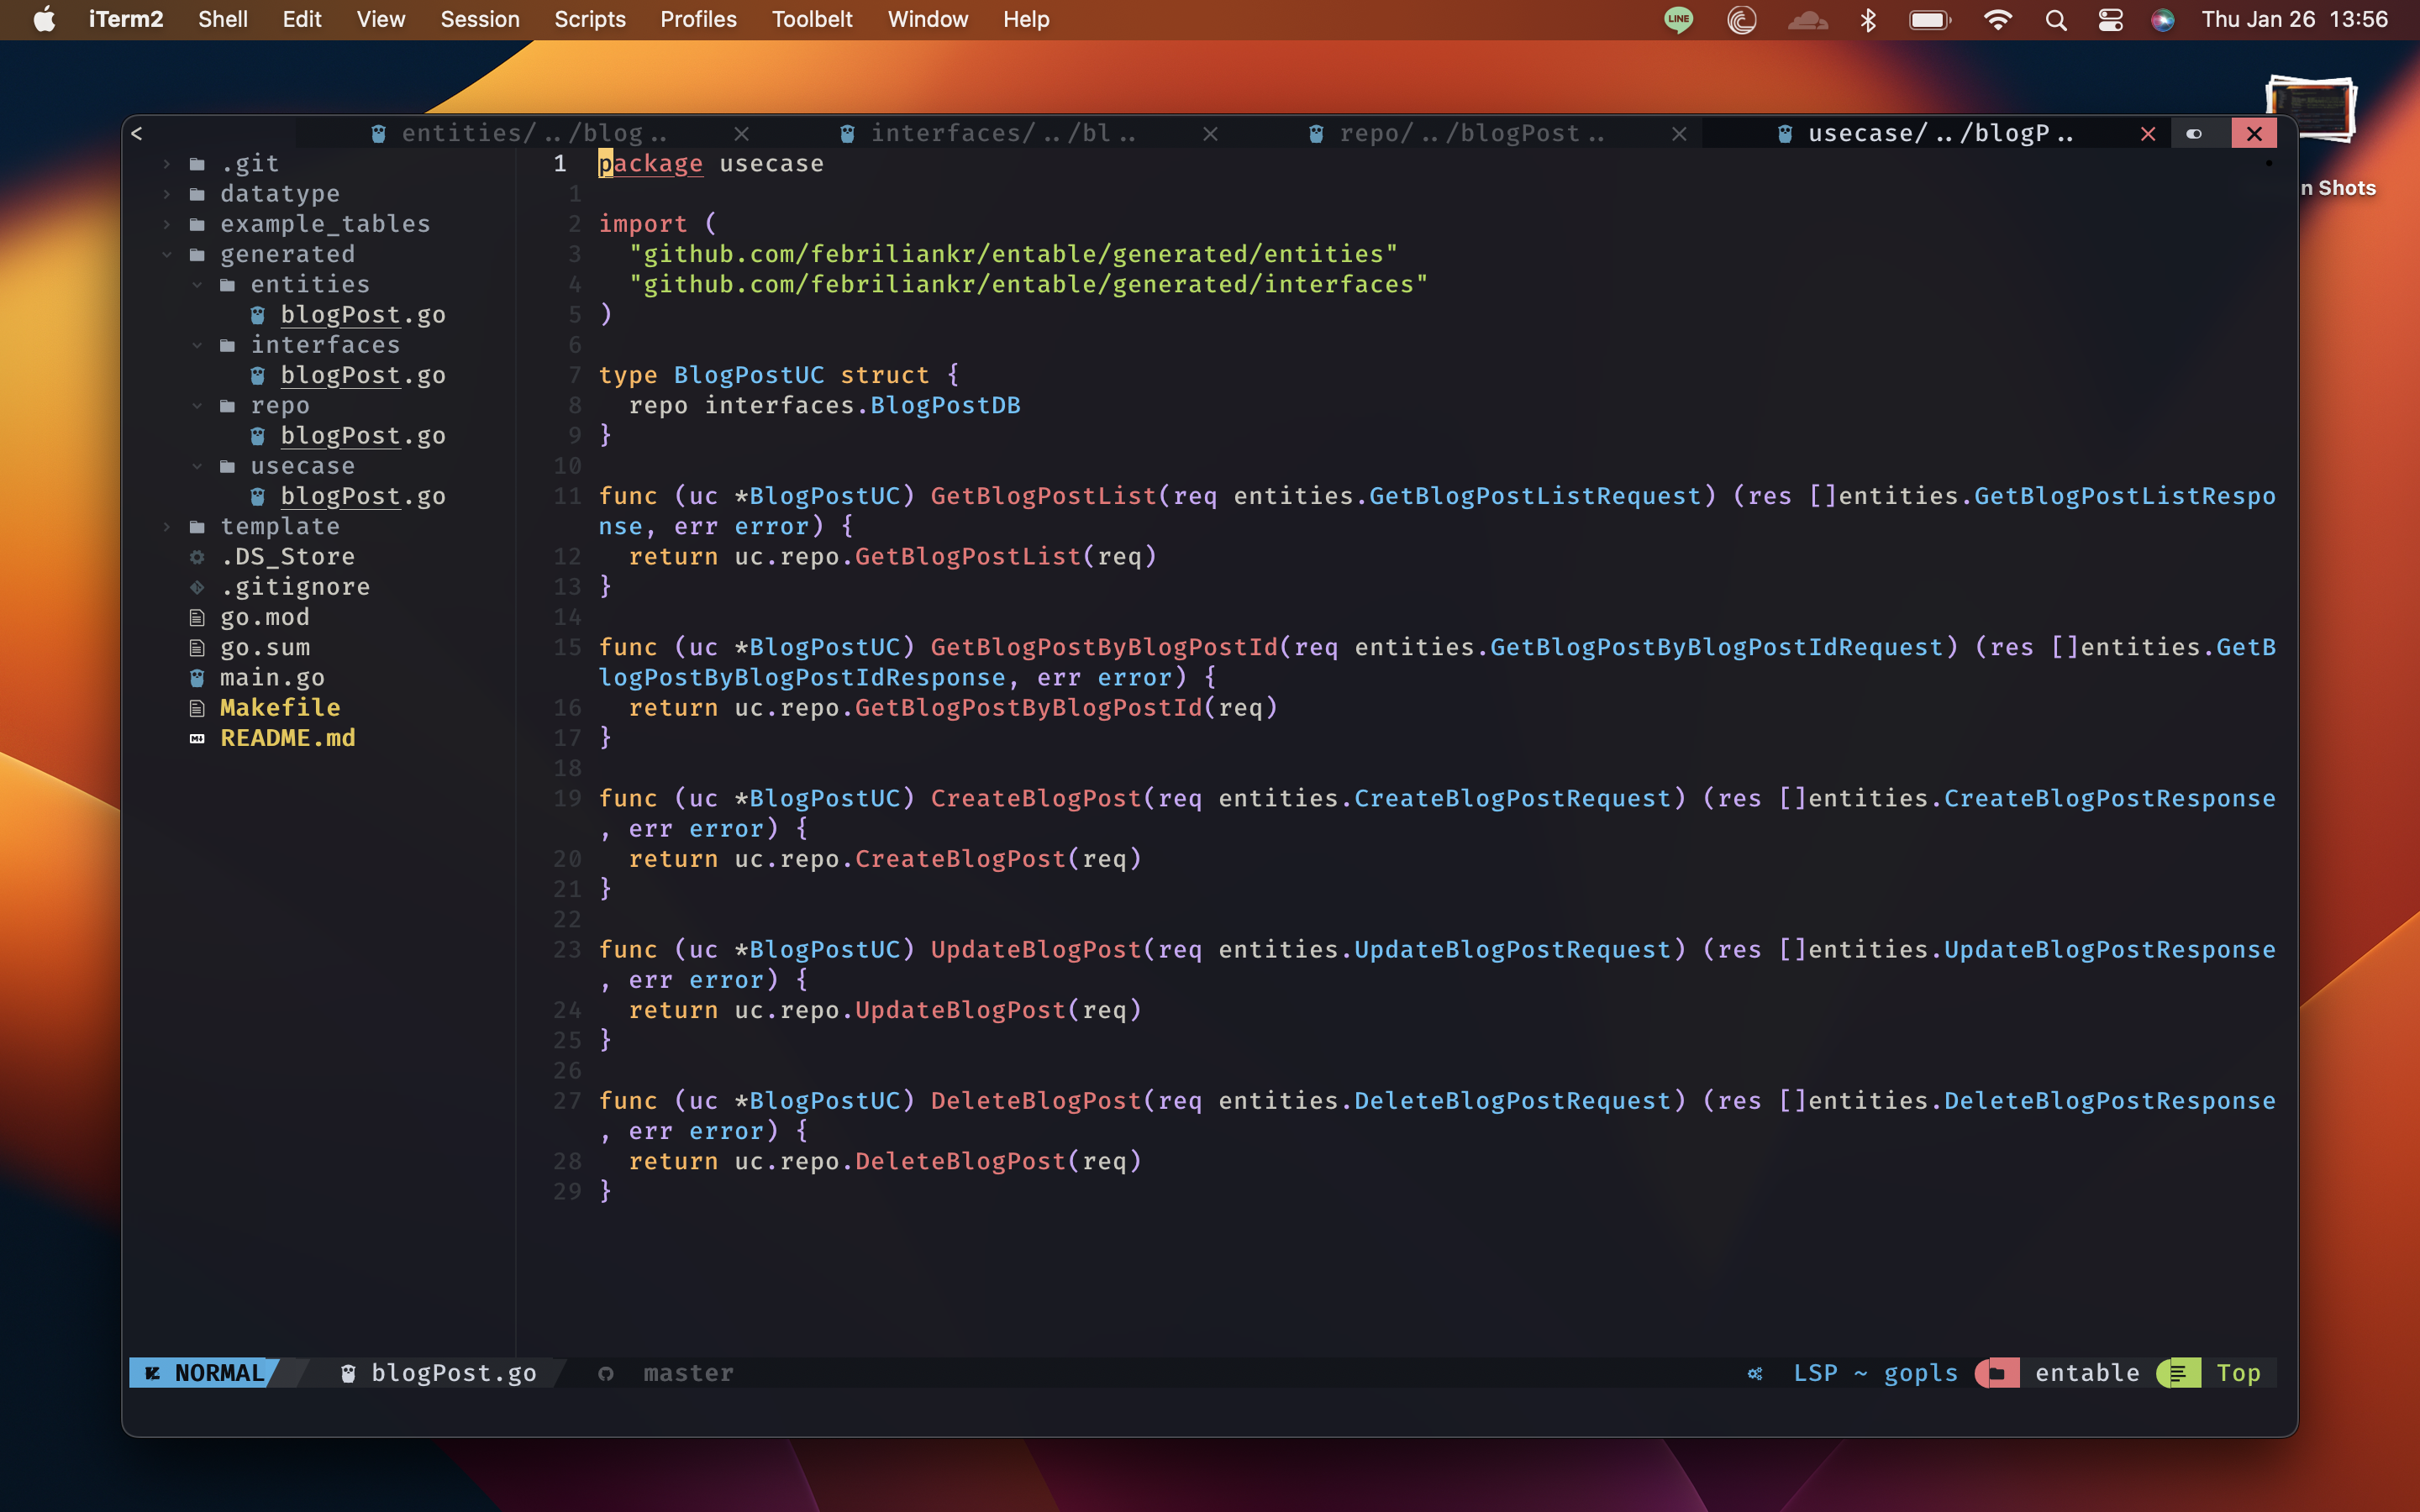 iTerm2 Shell Edit View Session Scripts Profiles Toolbelt Window Help LINE Thu Jan 26 13:56
n Shots
< entities/../blog.. × interfaces/../bl.. × repo/../blogPost.. × usecase/../blogP.. × ×
.git
datatype
example_tables
generated
entities
blogPost.go
interfaces
blogPost.go
repo
blogPost.go
usecase
blogPost.go
template
.DS_Store
.gitignore
go.mod
go.sum
main.go
Makefile
README.md
1 package usecase
1
2 import (
3 "github.com/febriliankr/entable/generated/entities"
4 "github.com/febriliankr/entable/generated/interfaces"
5 )
6
7 type BlogPostUC struct {
8 repo interfaces.BlogPostDB
9 }
10
11 func (uc *BlogPostUC) GetBlogPostList(req entities.GetBlogPostListRequest) (res []entities.GetBlogPostListRespo
nse, err error) {
12 return uc.repo.GetBlogPostList(req)
13 }
14
15 func (uc *BlogPostUC) GetBlogPostByBlogPostId(req entities.GetBlogPostByBlogPostIdRequest) (res []entities.GetB
logPostByBlogPostIdResponse, err error) {
16 return uc.repo.GetBlogPostByBlogPostId(req)
17 }
18
19 func (uc *BlogPostUC) CreateBlogPost(req entities.CreateBlogPostRequest) (res []entities.CreateBlogPostResponse
, err error) {
20 return uc.repo.CreateBlogPost(req)
21 }
22
23 func (uc *BlogPostUC) UpdateBlogPost(req entities.UpdateBlogPostRequest) (res []entities.UpdateBlogPostResponse
, err error) {
24 return uc.repo.UpdateBlogPost(req)
25 }
26
27 func (uc *BlogPostUC) DeleteBlogPost(req entities.DeleteBlogPostRequest) (res []entities.DeleteBlogPostResponse
, err error) {
28 return uc.repo.DeleteBlogPost(req)
29 }
NORMAL blogPost.go master LSP ~ gopls entable Top